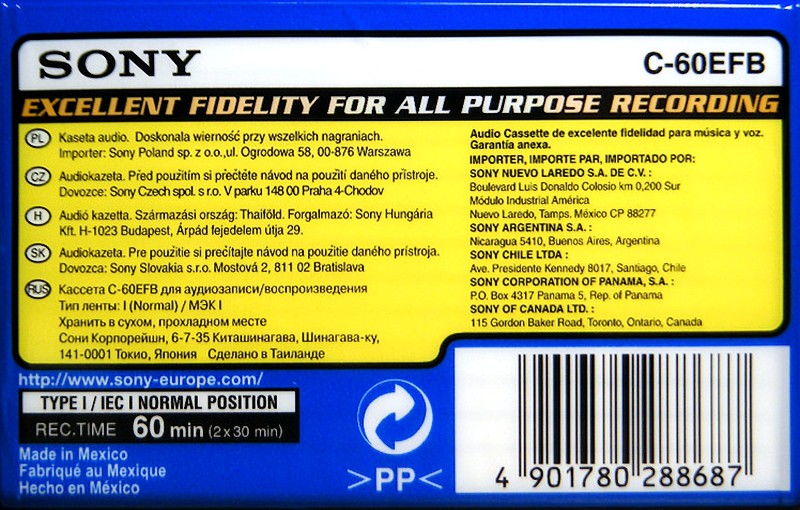 SONY
C-60EFB
EXCELLENT FIDELITY FOR ALL PURPOSE RECORDING
PL Kaseta audio. Doskonala wierność przy wszelkich nagraniach.
Importer: Sony Poland sp. z o.o.,ul. Ogrodowa 58, 00-876 Warszawa
CZ Audiokazeta. Před použitím si přečtěte návod na použití daného přístroje.
Dovozce: Sony Czech spol. s r.o. V parku 148 00 Praha 4-Chodov
H Audió kazetta. Származási ország: Thaiföld. Forgalmazó: Sony Hungária
Kft. H-1023 Budapest, Árpád fejedelem útja 29.
SK Audiokazeta. Pre použitie si prečítajte návod na použitie daného prístroja.
Dovozca: Sony Slovakia s.r.o. Mostová 2, 811 02 Bratislava
RUS Кассета C-60EFB для аудиозаписи/воспроизведения
Тип ленты: I (Normal) / МЭК I
Хранить в сухом, прохладном месте
Сони Корпорейшн, 6-7-35 Киташинагава, Шинагава-ку,
141-0001 Токио, Япония Сделано в Таиланде
Audio Cassette de excelente fidelidad para música y voz.
Garantía anexa.
IMPORTER, IMPORTE PAR, IMPORTADO POR:
SONY NUEVO LAREDO S.A. DE C.V. :
Boulevard Luis Donaldo Colosio km 0,200 Sur
Módulo Industrial América
Nuevo Laredo, Tamps. México CP 88277
SONY ARGENTINA S.A. :
Nicaragua 5410, Buenos Aires, Argentina
SONY CHILE LTDA :
Ave. Presidente Kennedy 8017, Santiago, Chile
SONY CORPORATION OF PANAMA, S.A. :
P.O. Box 4317 Panama 5, Rep. of Panama
SONY OF CANADA LTD. :
115 Gordon Baker Road, Toronto, Ontario, Canada
http://www.sony-europe.com/
TYPE I / IEC I NORMAL POSITION
REC.TIME 60 min (2 x 30 min)
Made in Mexico
Fabriqué au Mexique
Hecho en México
>PP<
4 901780 288687